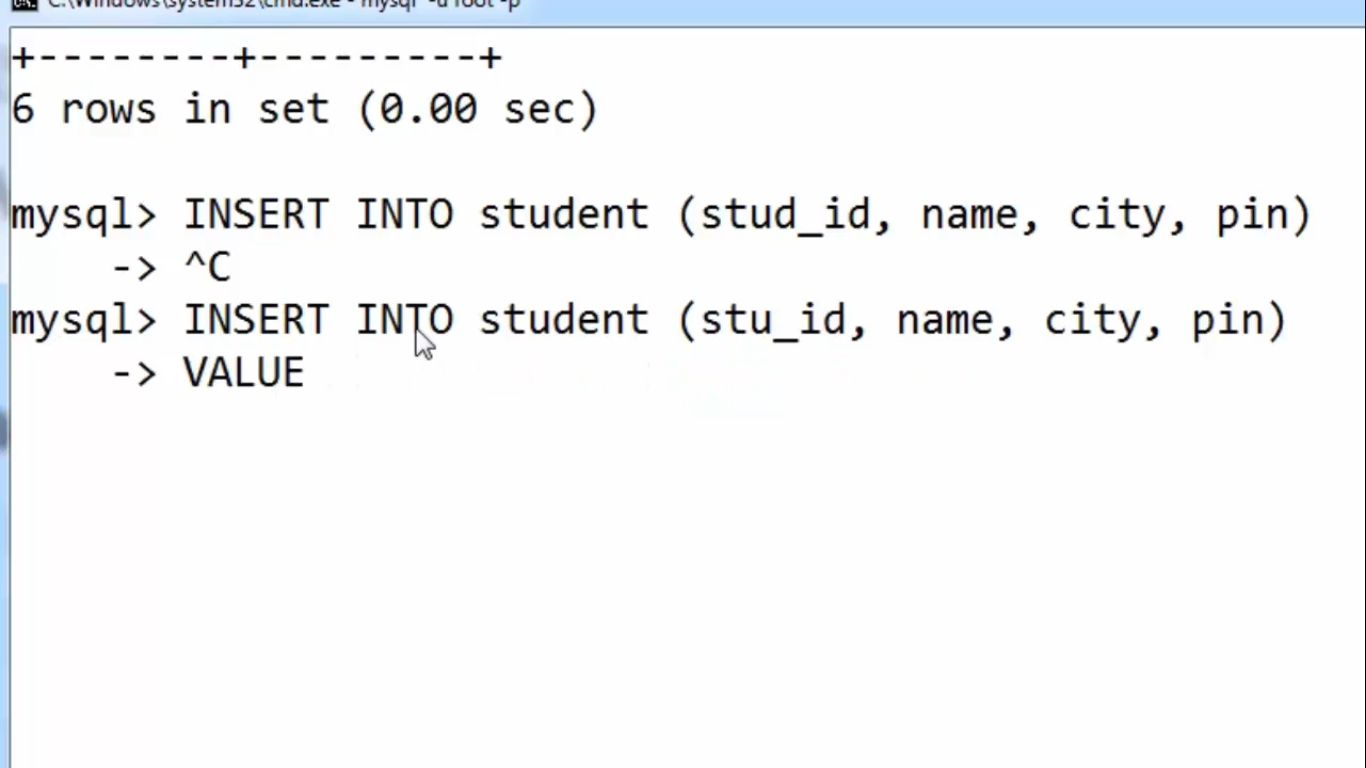 C:\Windows\system32\cmd.exe - mysql -u root -p
+--------+---------+
6 rows in set (0.00 sec)
mysql> INSERT INTO student (stud_id, name, city, pin)
    -> ^C
mysql> INSERT INTO student (stu_id, name, city, pin)
    -> VALUE